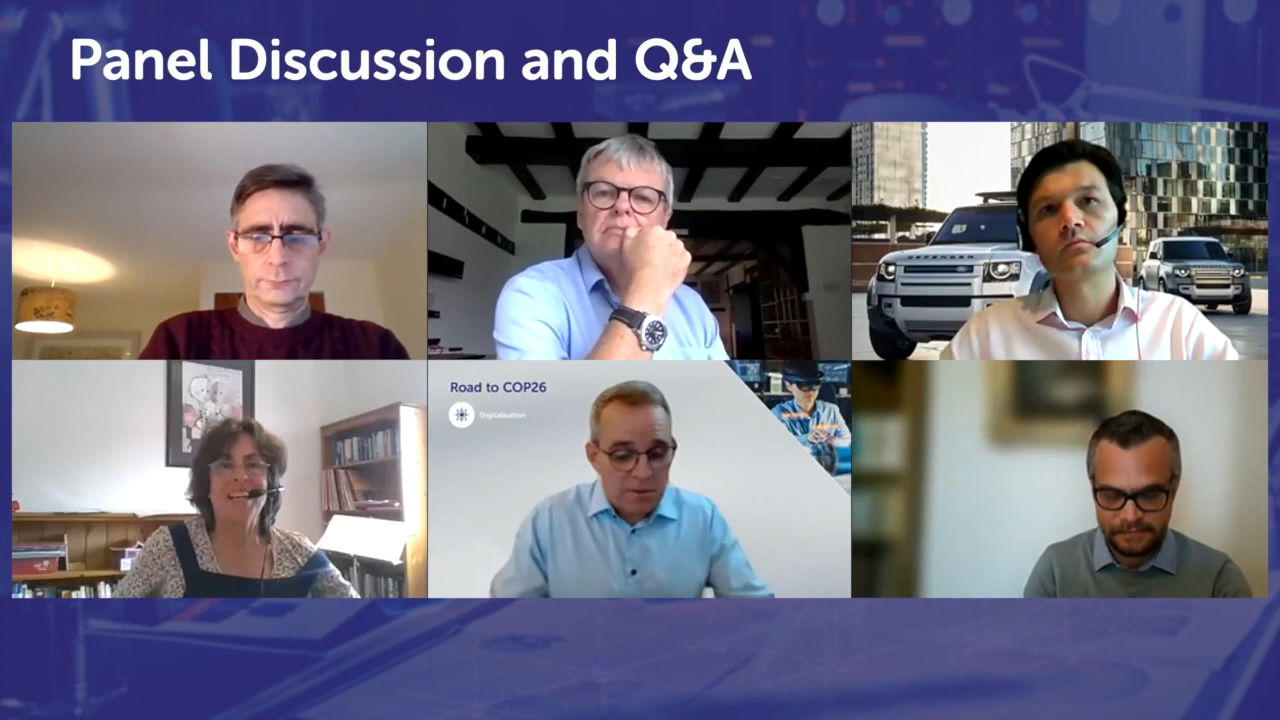 Panel Discussion and Q&A
DEFENDER
Road to COP26
Digitalisation